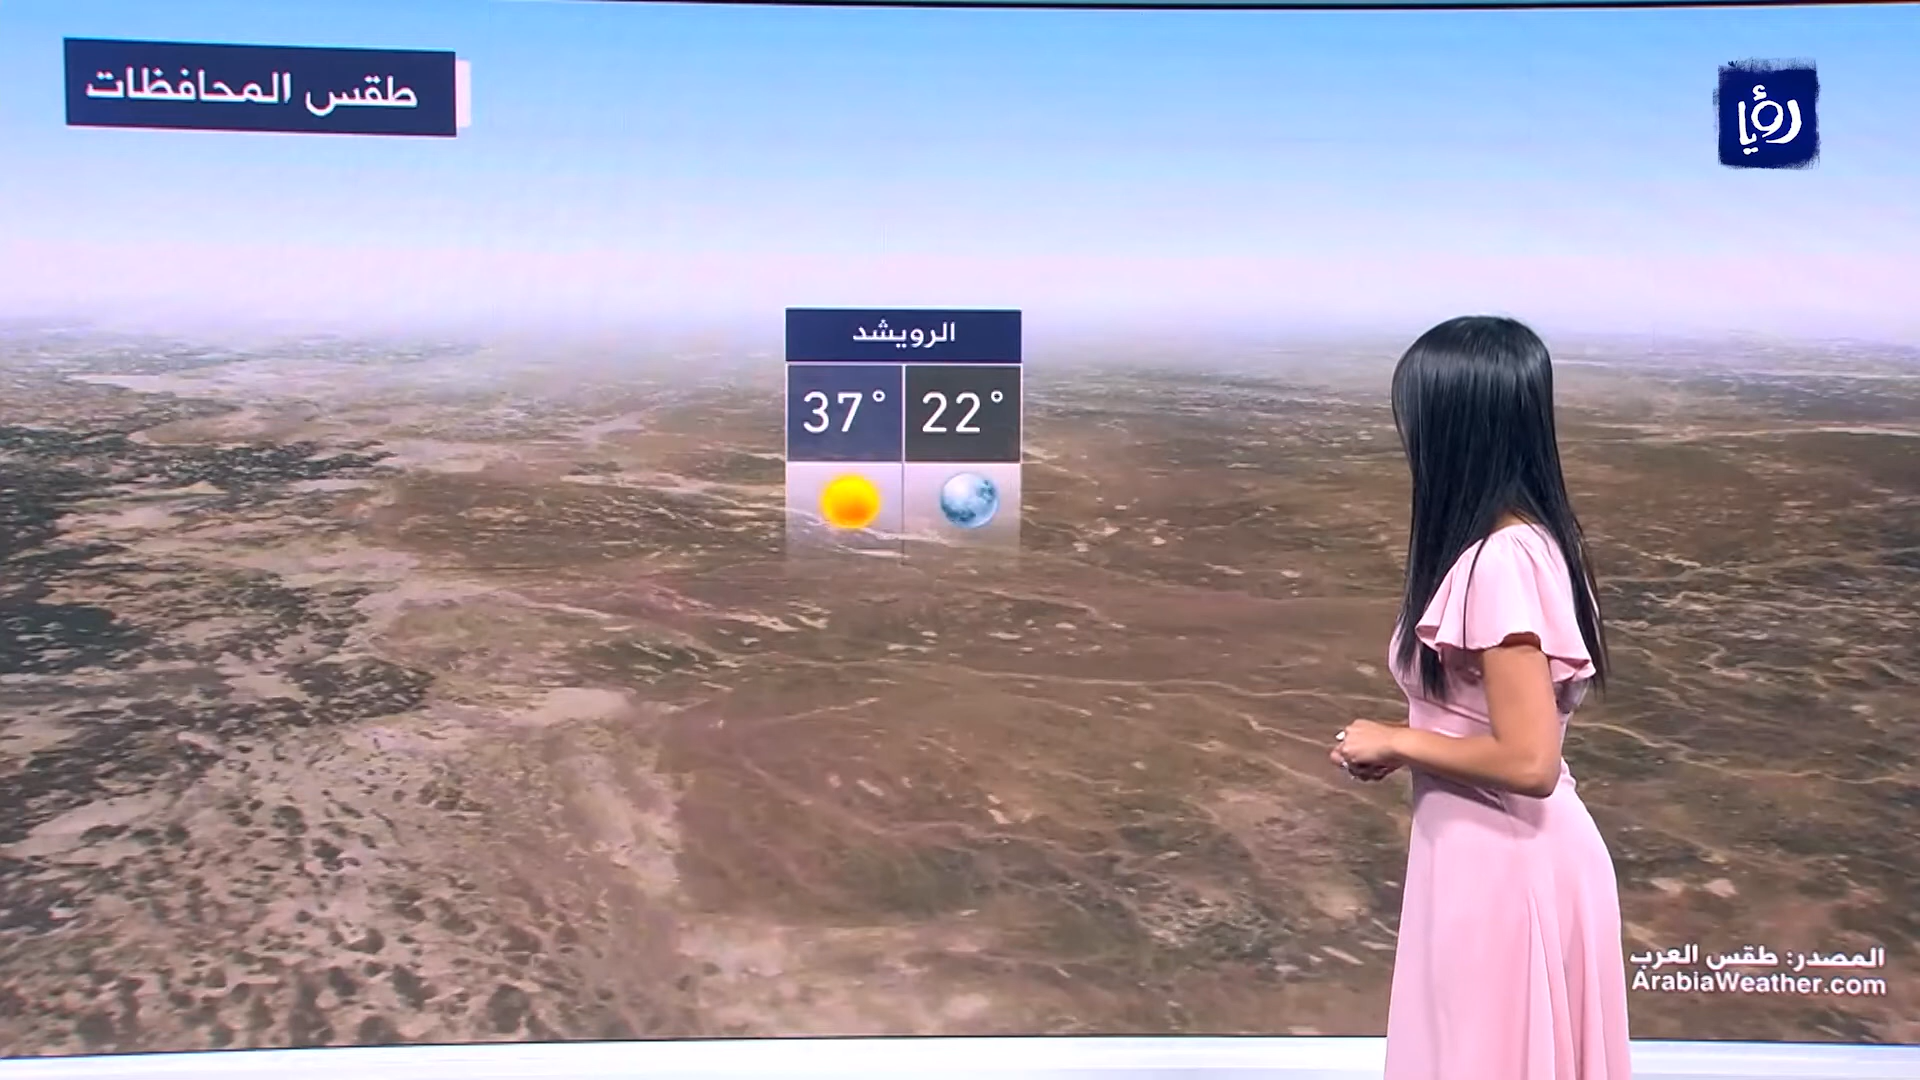 طقس المحافظات
رؤيا
الرويشد
37° 22°
المصدر: طقس العرب
ArabiaWeather.com